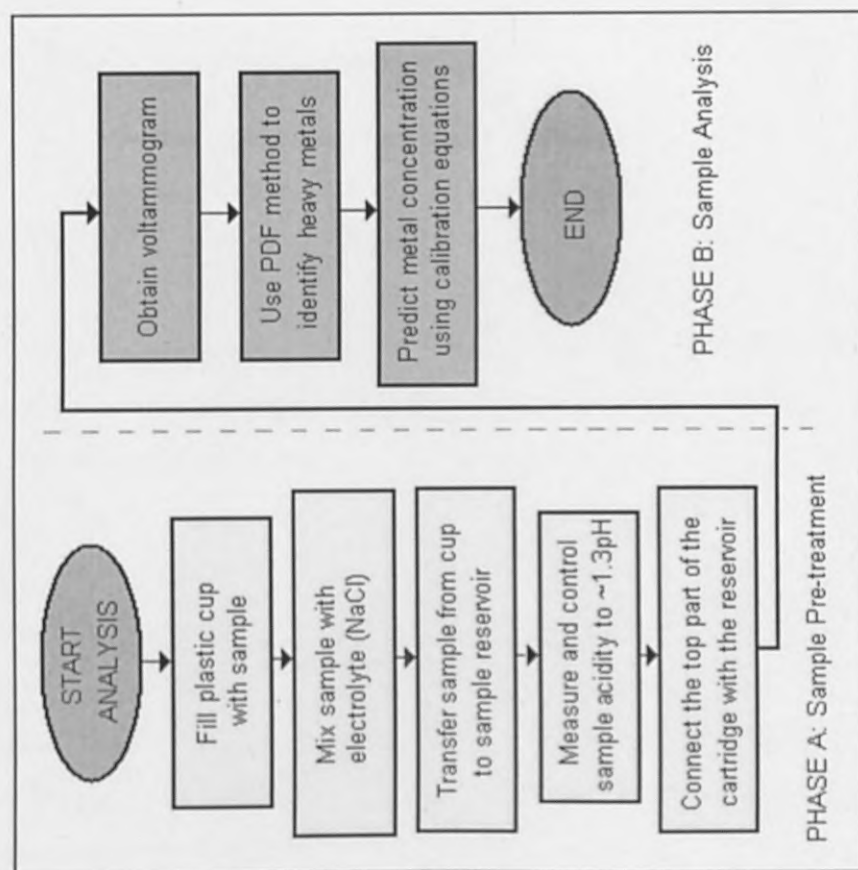 START
ANALYSIS
Fill plastic cup
with sample
Mix sample with
electrolyte (NaCl)
Transfer sample from cup
to sample reservoir
Measure and control
sample acidity to ~1.3pH
Connect the top part of the
cartridge with the reservoir
PHASE A: Sample Pre-treatment
Obtain voltammogram
Use PDF method to
identify heavy metals
Predict metal concentration
using calibration equations
END
PHASE B: Sample Analysis